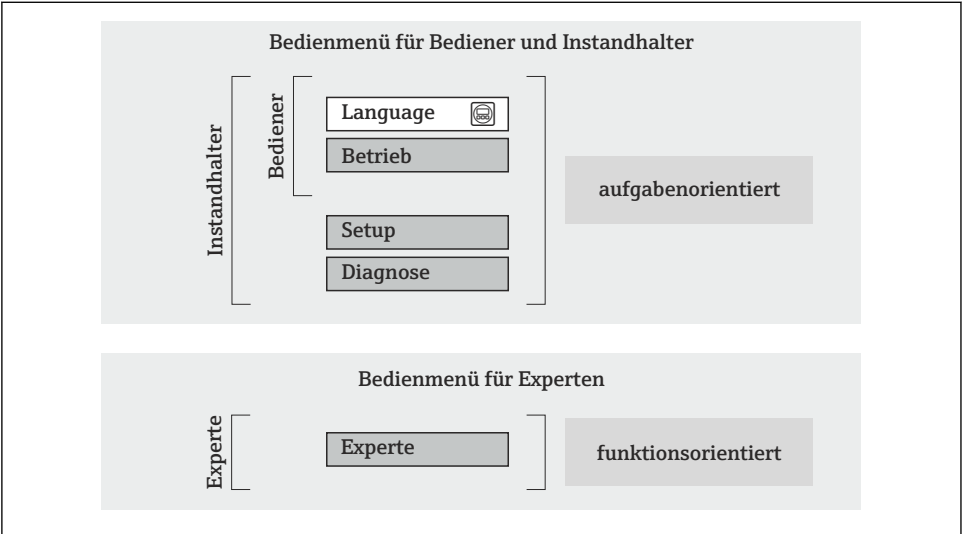 Bedienmenü für Bediener und Instandhalter
Instandhalter
Bediener
Language
Betrieb
Setup
Diagnose
aufgabenorientiert
Bedienmenü für Experten
Experte
Experte
funktionsorientiert